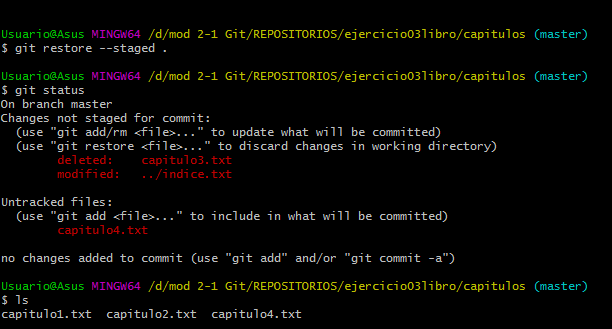 Usuario@Asus MINGW64 /d/mod 2-1 Git/REPOSITORIOS/ejercicio03libro/capitulos (master)
$ git restore --staged .
Usuario@Asus MINGW64 /d/mod 2-1 Git/REPOSITORIOS/ejercicio03libro/capitulos (master)
$ git status
On branch master
Changes not staged for commit:
  (use "git add/rm <file>..." to update what will be committed)
  (use "git restore <file>..." to discard changes in working directory)
        deleted:    capitulo3.txt
        modified:   ../indice.txt
Untracked files:
  (use "git add <file>..." to include in what will be committed)
        capitulo4.txt
no changes added to commit (use "git add" and/or "git commit -a")
Usuario@Asus MINGW64 /d/mod 2-1 Git/REPOSITORIOS/ejercicio03libro/capitulos (master)
$ ls
capitulo1.txt  capitulo2.txt  capitulo4.txt